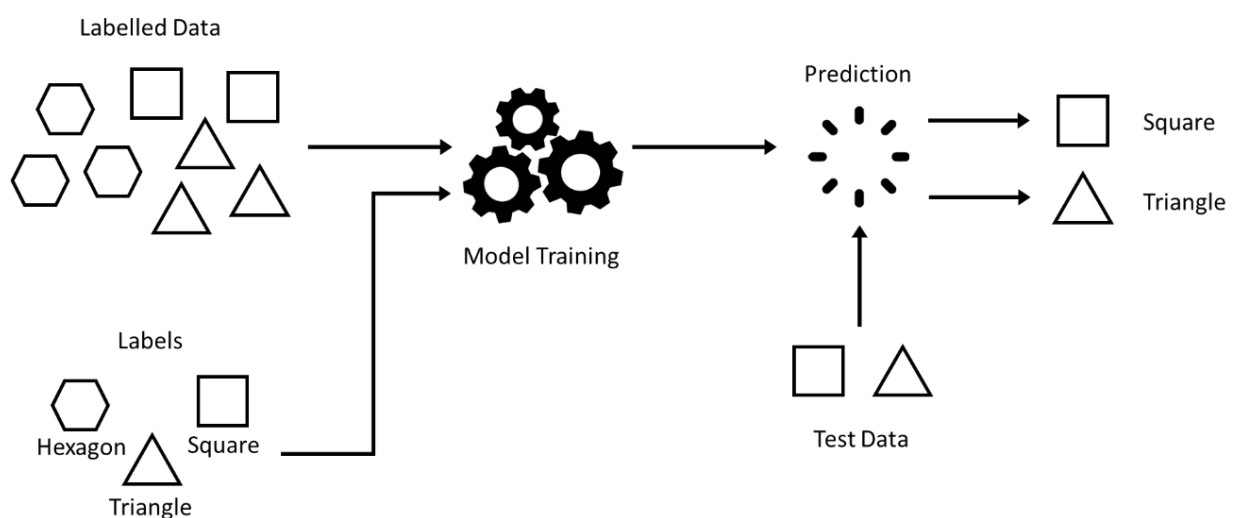 Labelled Data
Prediction
Square
Triangle
Model Training
Labels
Hexagon
Square
Triangle
Test Data